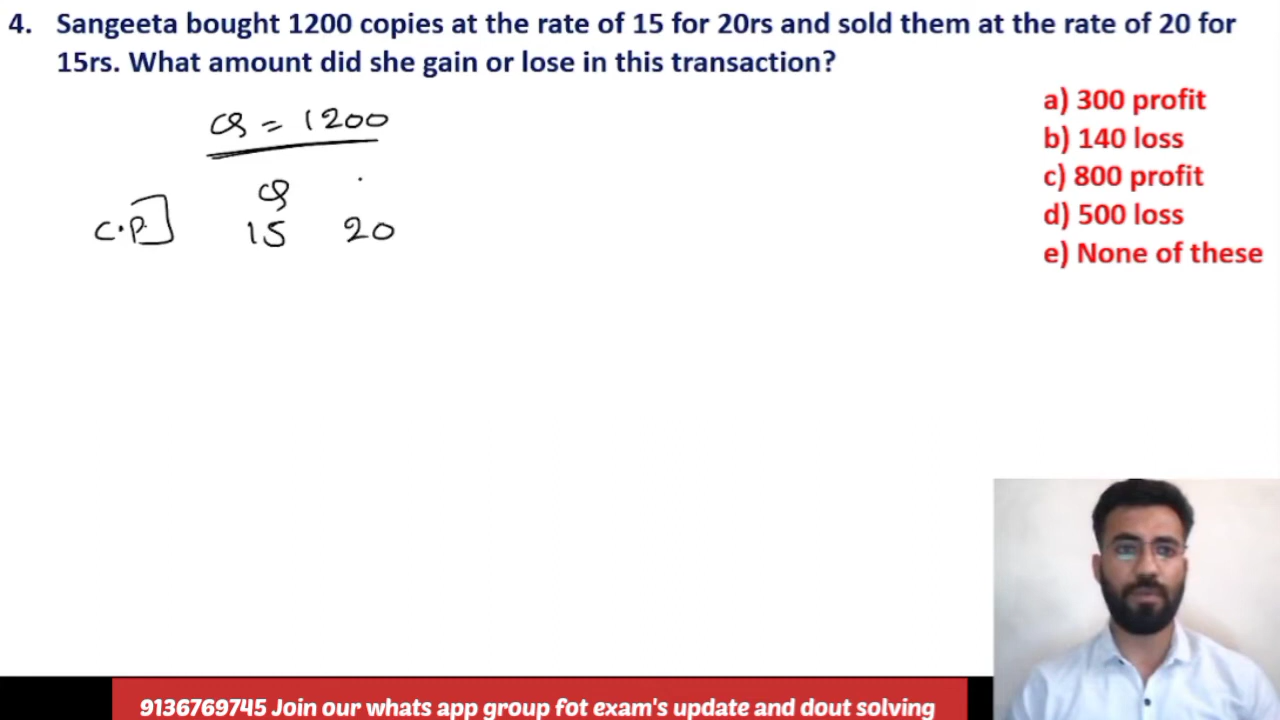 4. Sangeeta bought 1200 copies at the rate of 15 for 20rs and sold them at the rate of 20 for
15rs. What amount did she gain or lose in this transaction?
a) 300 profit
b) 140 loss
c) 800 profit
d) 500 loss
e) None of these
= 1200
C.P.]
15 20
9136769745 Join our whats app group fot exam's update and dout solving